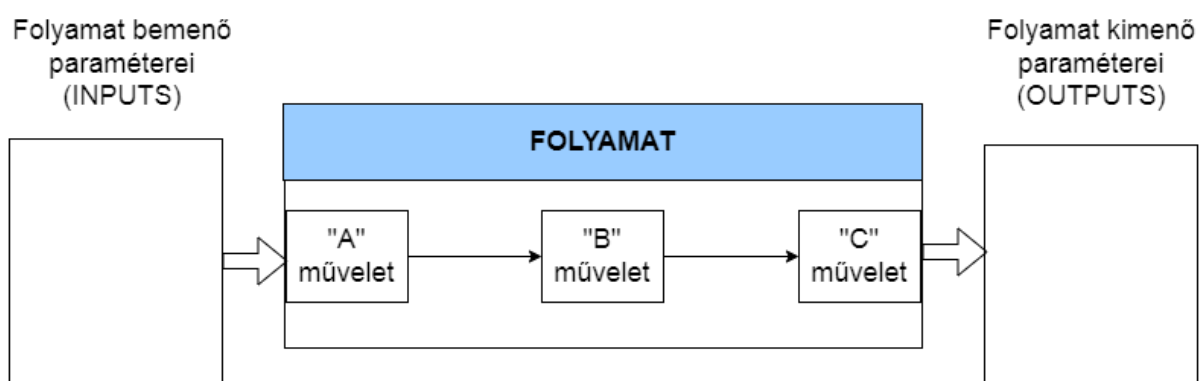 Folyamat bemenő
paraméterei
(INPUTS)
Folyamat kimenő
paraméterei
(OUTPUTS)
FOLYAMAT
"A"
művelet
"B"
művelet
"C"
művelet